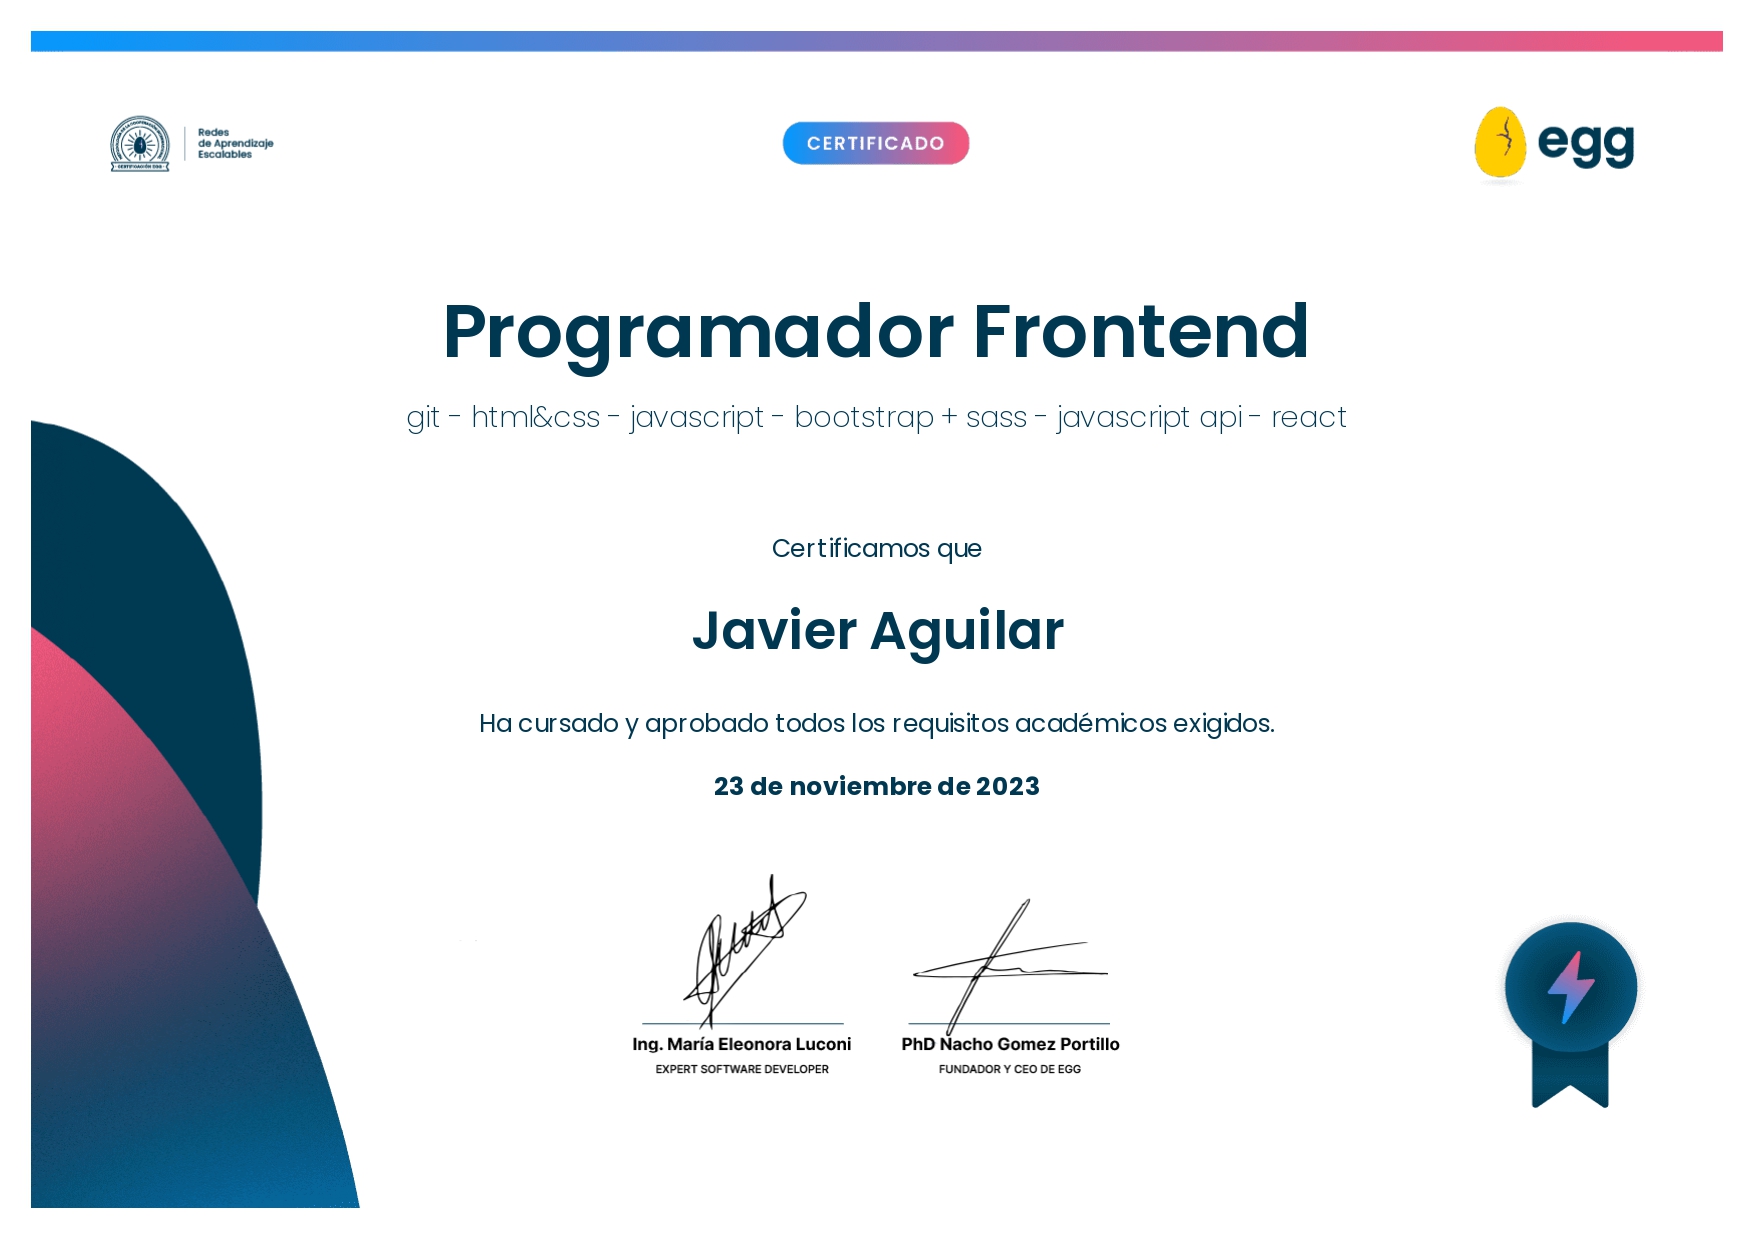 Redes
de Aprendizaje
Escalables
CERTIFICACIÓN EGG
CERTIFICADO
egg
Programador Frontend
git - html&css - javascript - bootstrap + sass - javascript api - react
Certificamos que
Javier Aguilar
Ha cursado y aprobado todos los requisitos académicos exigidos.
23 de noviembre de 2023
Ing. María Eleonora Luconi
EXPERT SOFTWARE DEVELOPER
PhD Nacho Gomez Portillo
FUNDADOR Y CEO DE EGG